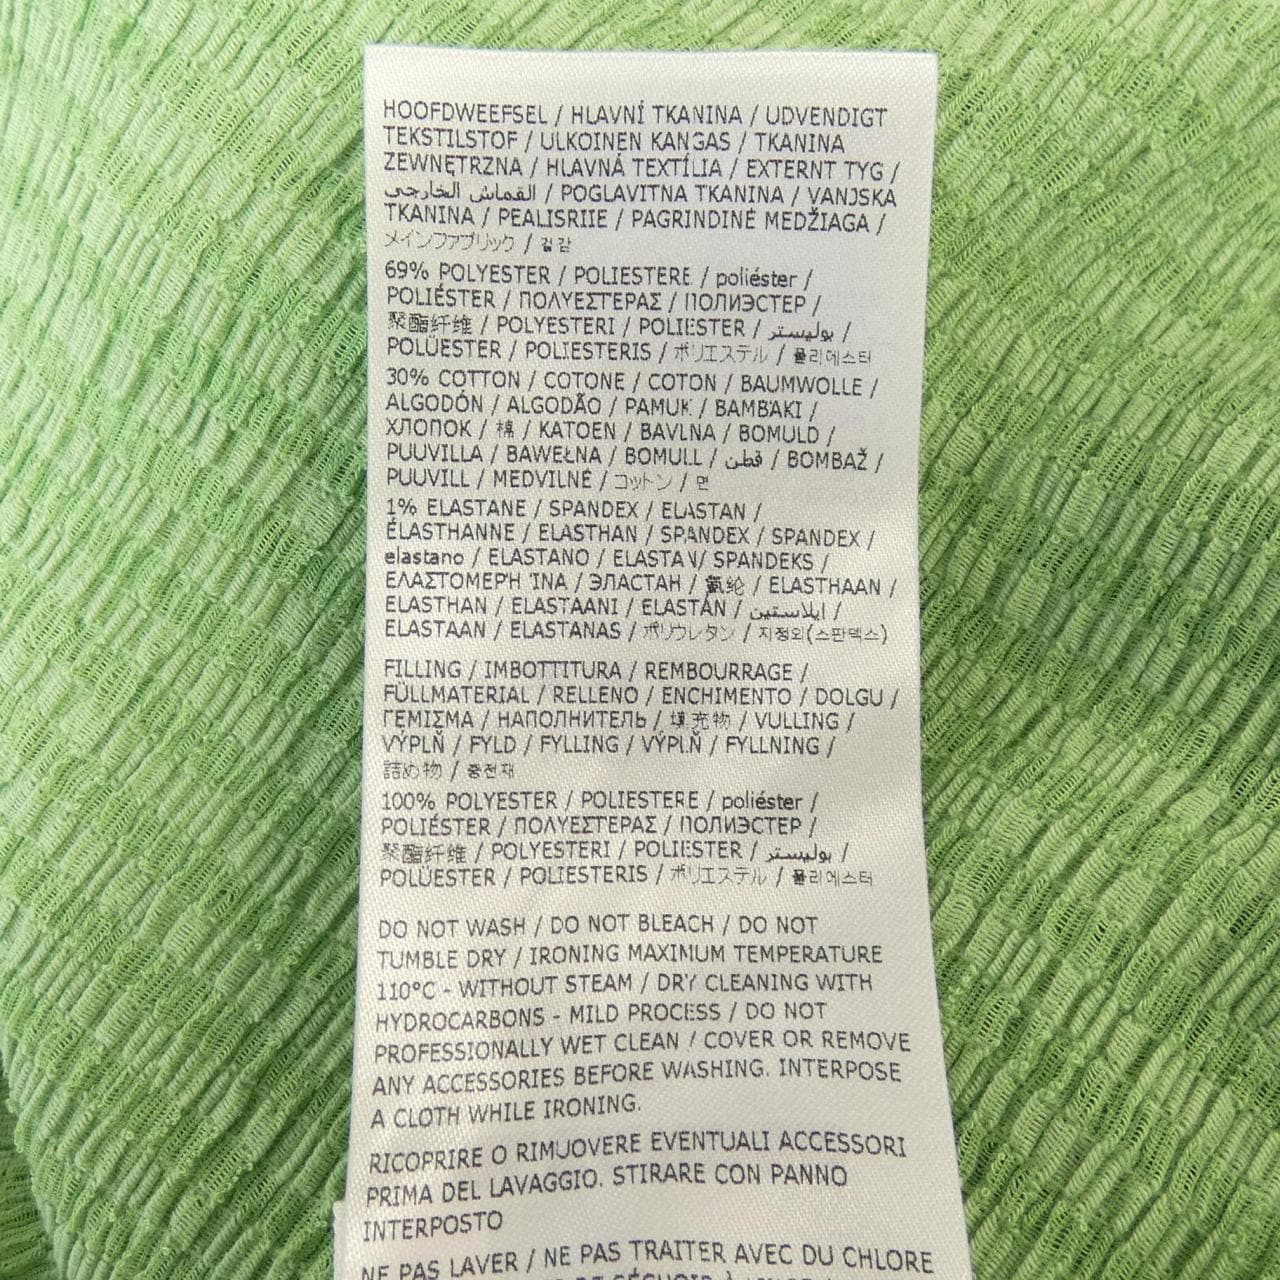 HOOFDWEEFSEL / HLAVNÍ TKANINA / UDVENDIGT
TEKSTILSTOF / ULKOINEN KANGAS / TKANINA
ZEWNĘTRZNA / HLAVNÁ TEXTÍLIA / EXTERNT TYG /
القماش الخارجي / POGLAVITNA TKANINA / VANJSKA
TKANINA / PEALISRIIE / PAGRINDINĖ MEDŽIAGA /
メインファブリック / 겉감
69% POLYESTER / POLIESTERE / poliéster /
POLIÉSTER / ΠΟΛΥΕΣΤΕΡΑΣ / ПОЛИЭСТЕР /
聚酯纤维 / POLYESTERI / POLIESTER / بوليستر /
POLÜESTER / POLIESTERIS / ポリエステル / 폴리에스터
30% COTTON / COTONE / COTON / BAUMWOLLE /
ALGODÓN / ALGODÃO / PAMUK / BAMBAKI /
ХЛОПОК / 棉 / KATOEN / BAVLNA / BOMULD /
PUUVILLA / BAWEŁNA / BOMULL / قطن / BOMBAŽ /
PUUVILL / MEDVILNĖ / コットン / 면
1% ELASTANE / SPANDEX / ELASTAN /
ÉLASTHANNE / ELASTHAN / SPANDEX / SPANDEX /
elastano / ELASTANO / ELASTAN/ SPANDEKS /
ΕΛΑΣΤΟΜΕΡΉ ΊΝΑ / ЭЛАСТАН / 氨纶 / ELASTHAAN /
ELASTHAN / ELASTAANI / ELASTÁN / ايلاستين /
ELASTAAN / ELASTANAS / ポリウレタン / 지정외(스판덱스)
FILLING / IMBOTTITURA / REMBOURRAGE /
FÜLLMATERIAL / RELLENO / ENCHIMENTO / DOLGU /
ΓΕΜΙΣΜΑ / НАПОЛНИТЕЛЬ / 填充物 / VULLING /
VÝPLŇ / FYLD / FYLLING / VÝPLŇ / FYLLNING /
詰め物 / 충전재
100% POLYESTER / POLIESTERE / poliéster /
POLIÉSTER / ΠΟΛΥΕΣΤΕΡΑΣ / ПОЛИЭСТЕР /
聚酯纤维 / POLYESTERI / POLIESTER / بوليستر /
POLÜESTER / POLIESTERIS / ポリエステル / 폴리에스터
DO NOT WASH / DO NOT BLEACH / DO NOT
TUMBLE DRY / IRONING MAXIMUM TEMPERATURE
110°C - WITHOUT STEAM / DRY CLEANING WITH
HYDROCARBONS - MILD PROCESS / DO NOT
PROFESSIONALLY WET CLEAN / COVER OR REMOVE
ANY ACCESSORIES BEFORE WASHING. INTERPOSE
A CLOTH WHILE IRONING.
RICOPRIRE O RIMUOVERE EVENTUALI ACCESSORI
PRIMA DEL LAVAGGIO. STIRARE CON PANNO
INTERPOSTO
NE PAS LAVER / NE PAS TRAITER AVEC DU CHLORE